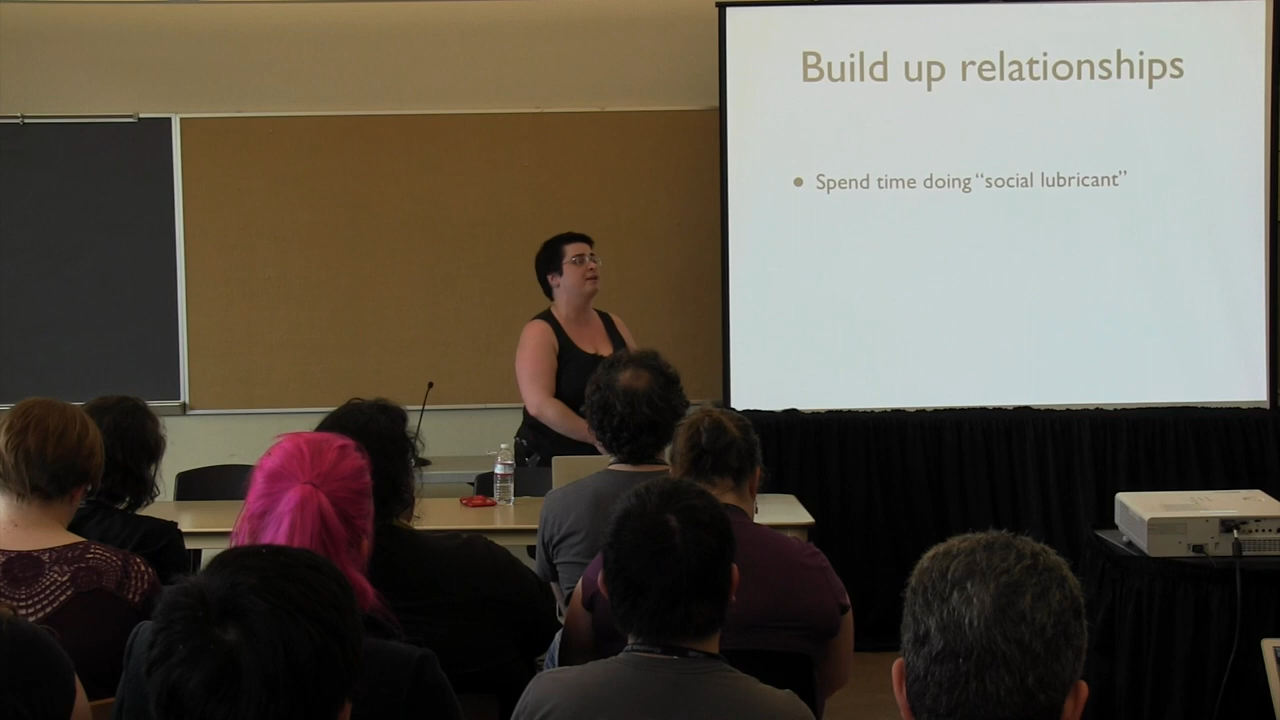 Build up relationships
• Spend time doing “social lubricant”